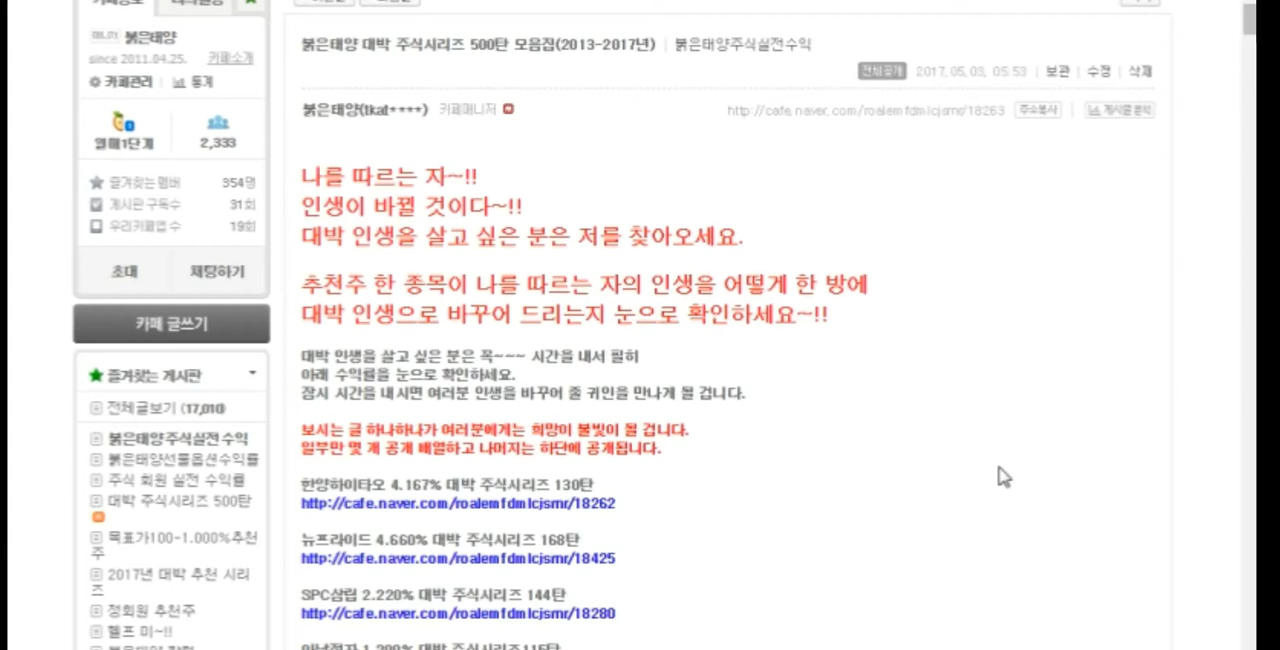 붉은태양
since 2011.04.25. 카페소개
카페관리 통계
열매1단계 2,333
즐겨찾는 멤버 354명
게시판 구독수 31회
우리카페앱 수 19회
초대 채팅하기
카페 글쓰기
즐겨찾는 게시판
전체글보기 (17,010)
붉은태양주식실전수익
붉은태양선물옵션수익률
주식 회원 실전 수익률
대박 주식시리즈 500탄
목표가100-1.000%추천
주
2017년 대박 추천 시리
즈
정회원 추천주
헬프 미~!!
붉은태양 대박 주식시리즈 500탄 모음집(2013-2017년) | 붉은태양주식실전수익
전체공개 2017.05.03. 05:53 | 보관 | 수정 | 삭제
붉은태양(tkat****) 카페매니저
http://cafe.naver.com/roalemfdmlcjsmr/18263 주소복사 | 게시글분석
나를 따르는 자~!!
인생이 바뀔 것이다~!!
대박 인생을 살고 싶은 분은 저를 찾아오세요.
추천주 한 종목이 나를 따르는 자의 인생을 어떻게 한 방에
대박 인생으로 바꾸어 드리는지 눈으로 확인하세요~!!
대박 인생을 살고 싶은 분은 꼭~~~ 시간을 내서 필히
아래 수익률을 눈으로 확인하세요.
잠시 시간을 내시면 여러분 인생을 바꾸어 줄 귀인을 만나게 될 겁니다.
보시는 글 하나하나가 여러분에게는 희망이 불빛이 될 겁니다.
일부만 몇 개 공개 배열하고 나머지는 하단에 공개됩니다.
한양하이타오 4.167% 대박 주식시리즈 130탄
http://cafe.naver.com/roalemfdmlcjsmr/18262
뉴프라이드 4.660% 대박 주식시리즈 168탄
http://cafe.naver.com/roalemfdmlcjsmr/18425
SPC삼립 2.220% 대박 주식시리즈 144탄
http://cafe.naver.com/roalemfdmlcjsmr/18280